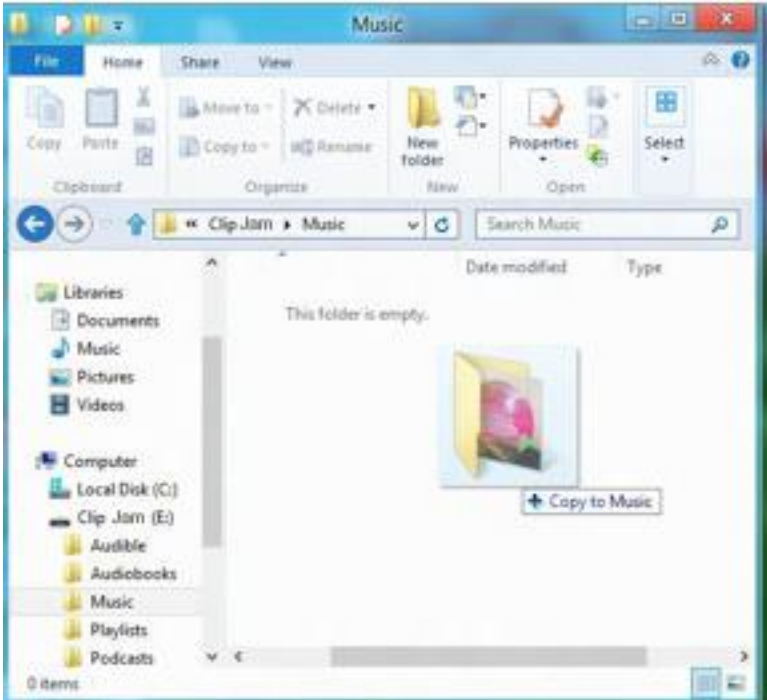 Music
File Home Share View
Copy Paste Move to Copy to Delete Rename New folder Properties Select
Clipboard Organize New Open
« Clip Jam Music Search Music
Date modified Type
This folder is empty.
Libraries
Documents
Music
Pictures
Videos
Computer
Local Disk (C:)
Clip Jam (E:)
Audible
Audiobooks
Music
Playlists
Podcasts
Copy to Music
0 items